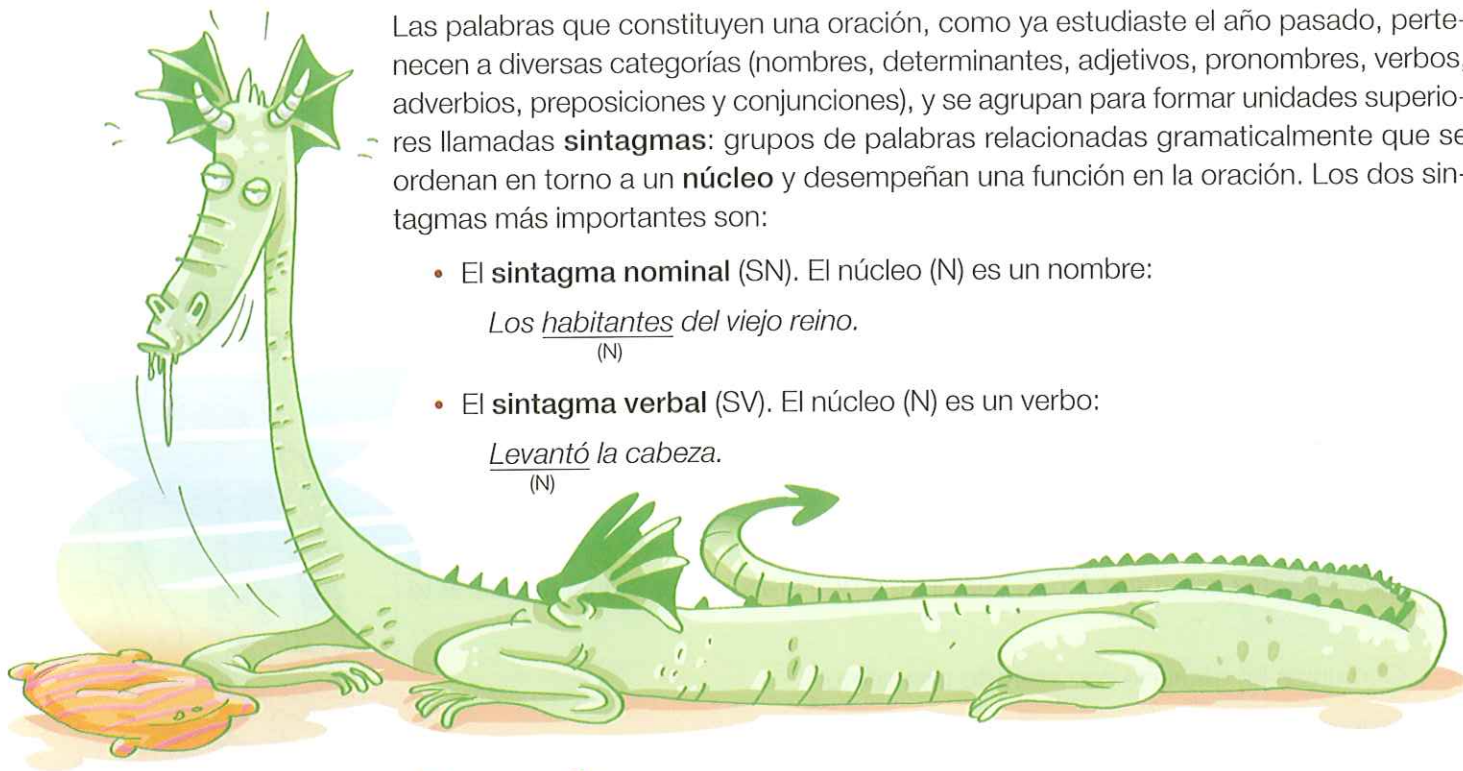 Las palabras que constituyen una oración, como ya estudiaste el año pasado, perte-
necen a diversas categorías (nombres, determinantes, adjetivos, pronombres, verbos,
adverbios, preposiciones y conjunciones), y se agrupan para formar unidades superio-
res llamadas sintagmas: grupos de palabras relacionadas gramaticalmente que se
ordenan en torno a un núcleo y desempeñan una función en la oración. Los dos sin-
tagmas más importantes son:
• El sintagma nominal (SN). El núcleo (N) es un nombre:
Los habitantes del viejo reino.
(N)
• El sintagma verbal (SV). El núcleo (N) es un verbo:
Levantó la cabeza.
(N)